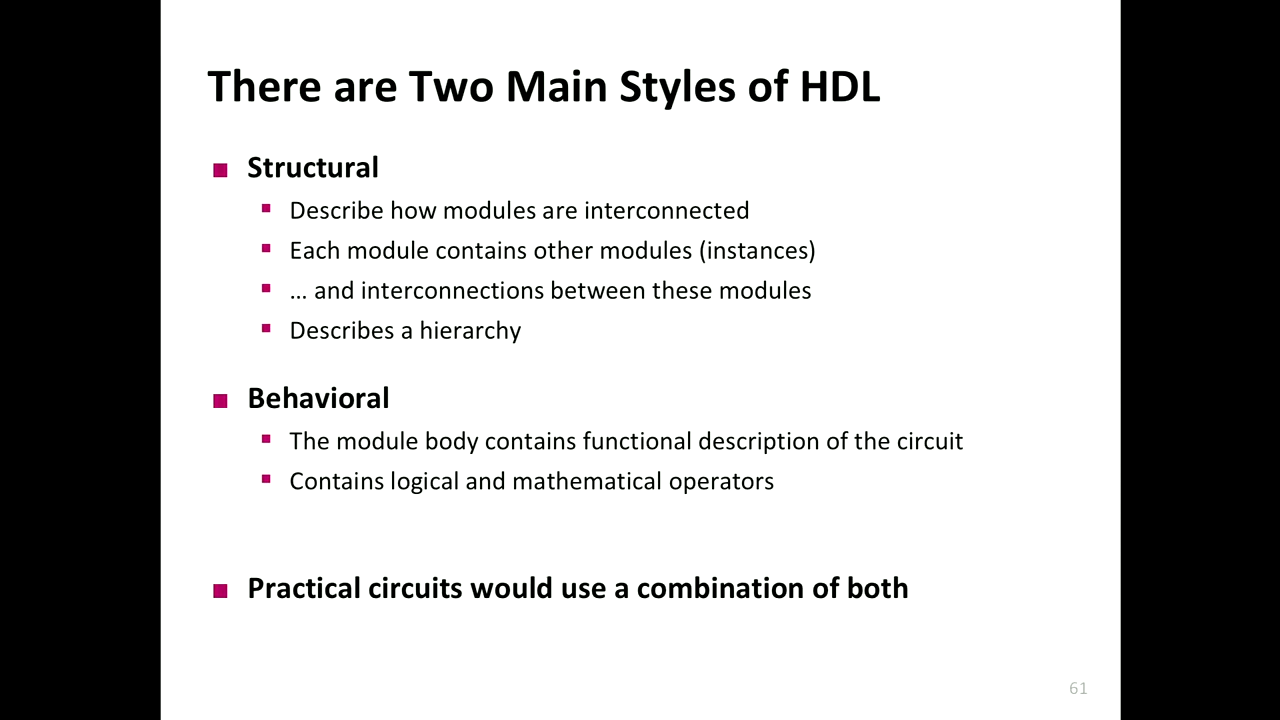 There are Two Main Styles of HDL
Structural
Describe how modules are interconnected
Each module contains other modules (instances)
… and interconnections between these modules
Describes a hierarchy
Behavioral
The module body contains functional description of the circuit
Contains logical and mathematical operators
Practical circuits would use a combination of both
61